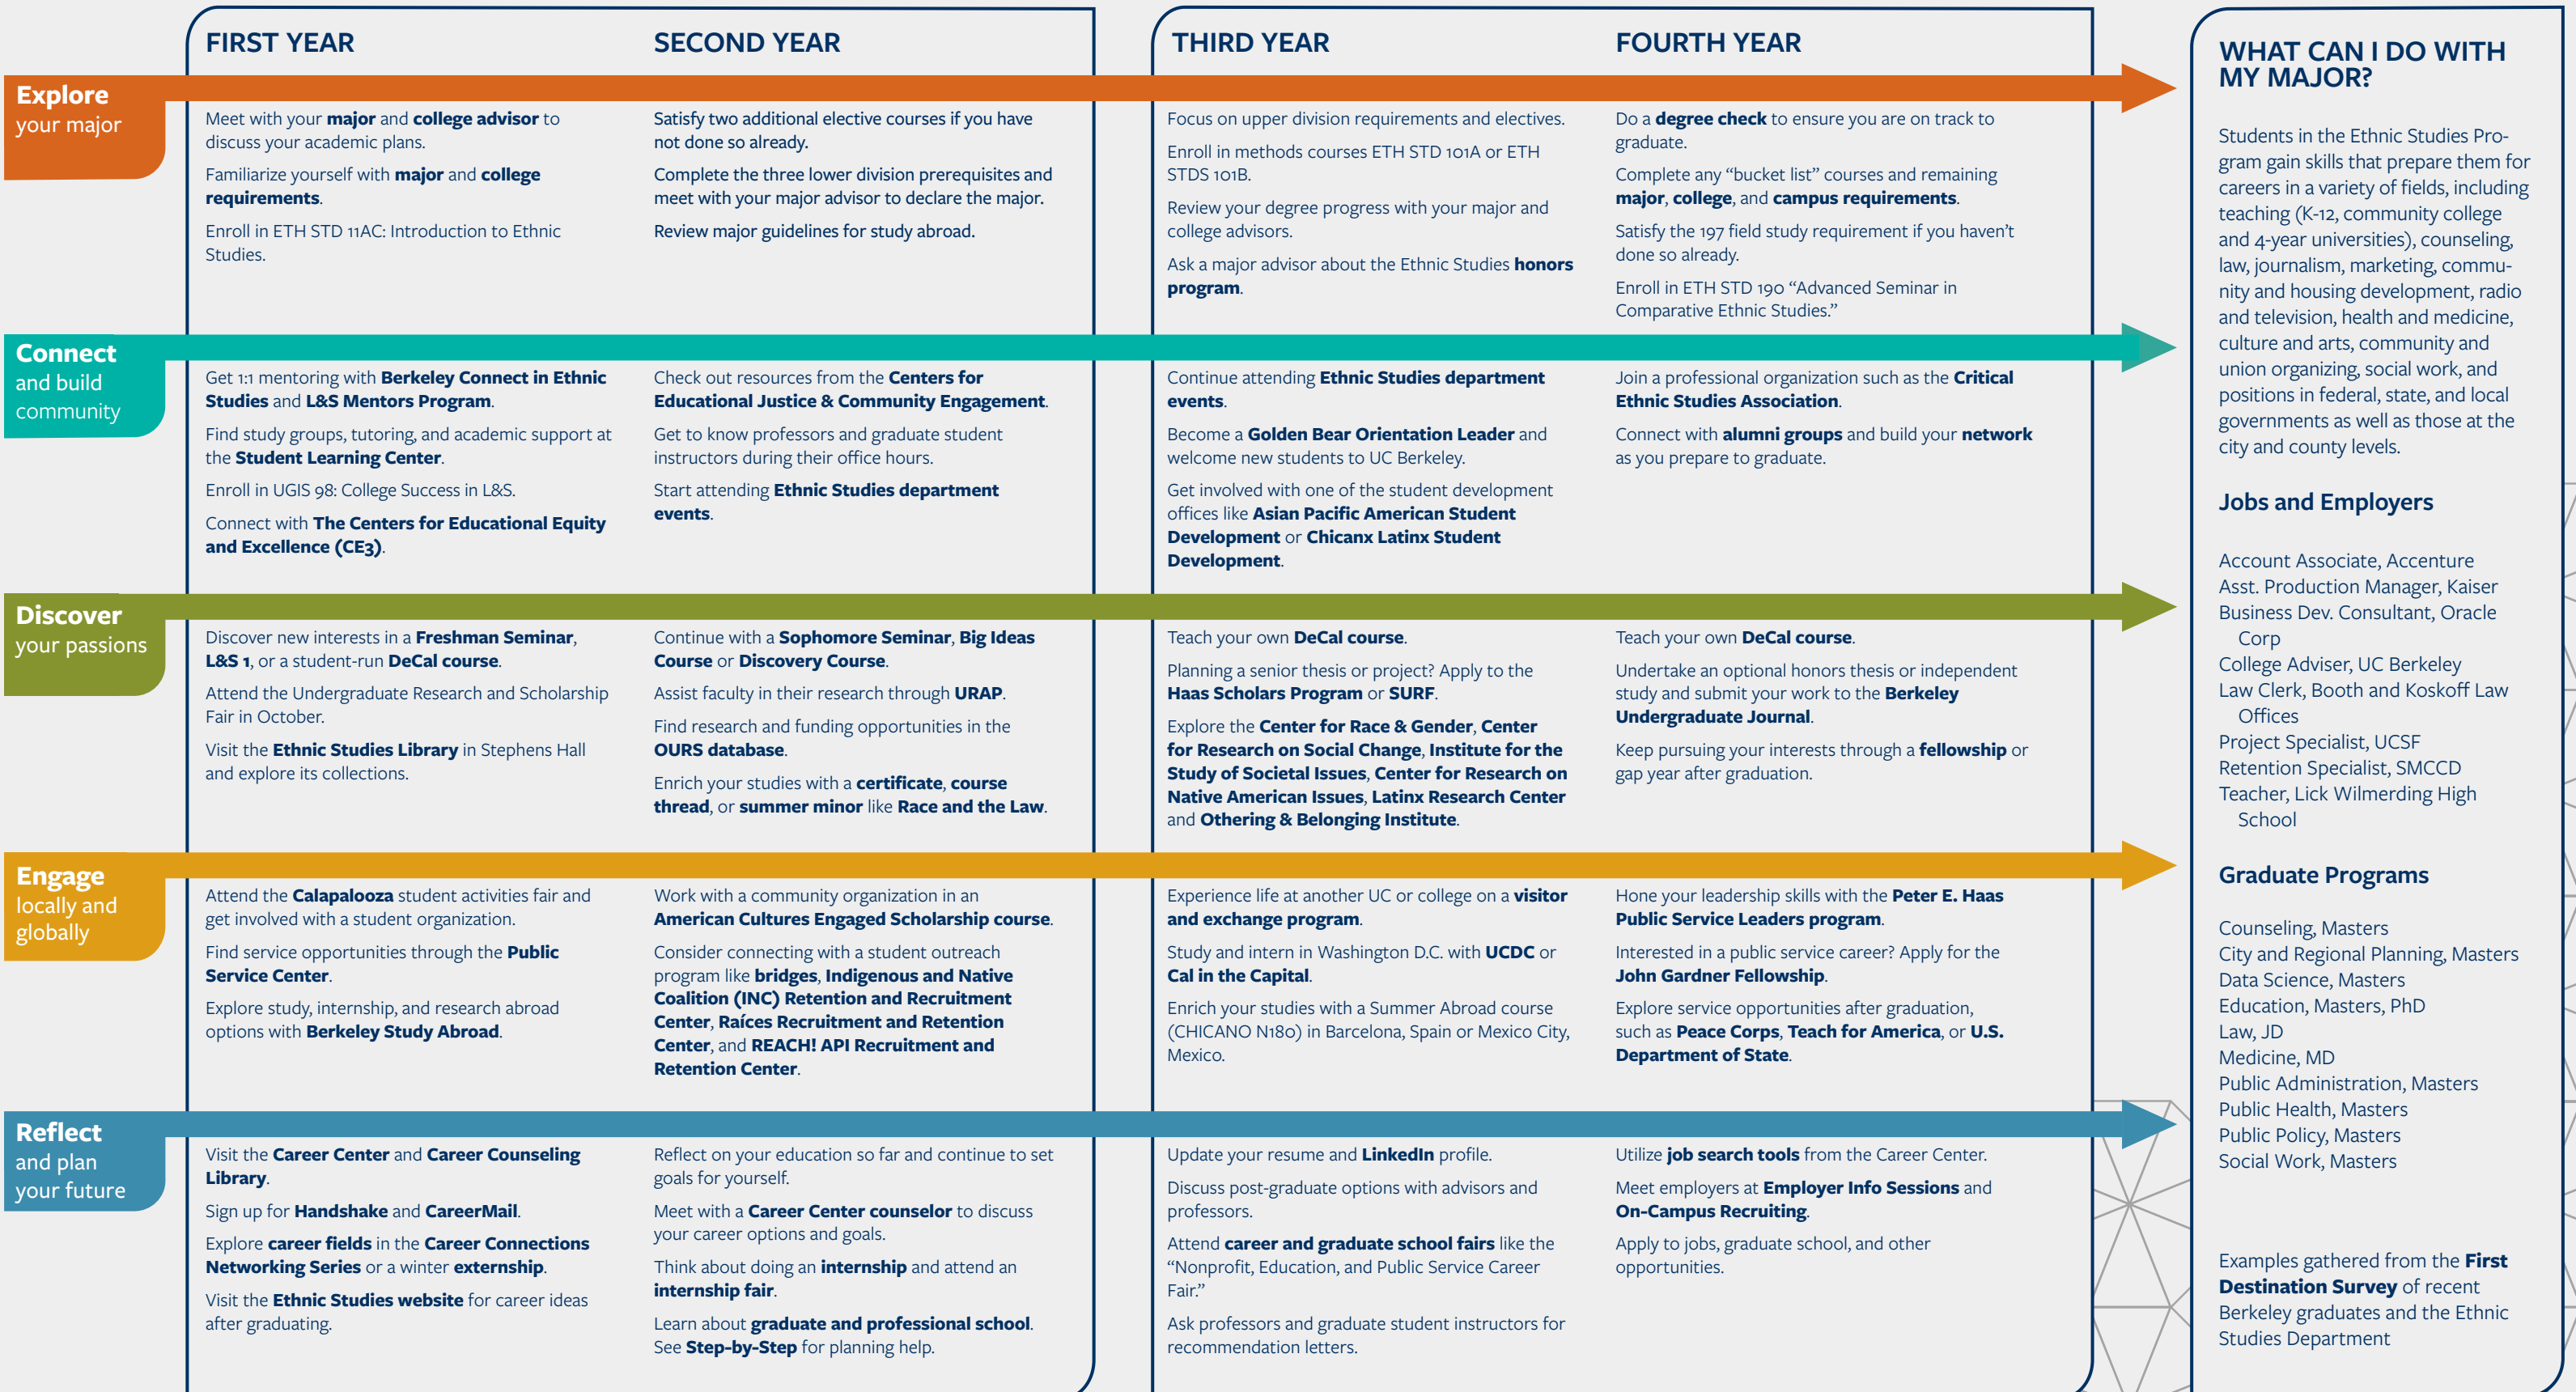 FIRST YEAR
SECOND YEAR
THIRD YEAR
FOURTH YEAR
Explore
your major
Meet with your major and college advisor to
discuss your academic plans.
Familiarize yourself with major and college
requirements.
Enroll in ETH STD 11AC: Introduction to Ethnic
Studies.
Satisfy two additional elective courses if you have
not done so already.
Complete the three lower division prerequisites and
meet with your major advisor to declare the major.
Review major guidelines for study abroad.
Focus on upper division requirements and electives.
Enroll in methods courses ETH STD 101A or ETH
STDS 101B.
Review your degree progress with your major and
college advisors.
Ask a major advisor about the Ethnic Studies honors
program.
Do a degree check to ensure you are on track to
graduate.
Complete any “bucket list” courses and remaining
major, college, and campus requirements.
Satisfy the 197 field study requirement if you haven’t
done so already.
Enroll in ETH STD 190 “Advanced Seminar in
Comparative Ethnic Studies.”
Connect
and build
community
Get 1:1 mentoring with Berkeley Connect in Ethnic
Studies and L&S Mentors Program.
Find study groups, tutoring, and academic support at
the Student Learning Center.
Enroll in UGIS 98: College Success in L&S.
Connect with The Centers for Educational Equity
and Excellence (CE3).
Check out resources from the Centers for
Educational Justice & Community Engagement.
Get to know professors and graduate student
instructors during their office hours.
Start attending Ethnic Studies department
events.
Continue attending Ethnic Studies department
events.
Become a Golden Bear Orientation Leader and
welcome new students to UC Berkeley.
Get involved with one of the student development
offices like Asian Pacific American Student
Development or Chicanx Latinx Student
Development.
Join a professional organization such as the Critical
Ethnic Studies Association.
Connect with alumni groups and build your network
as you prepare to graduate.
Discover
your passions
Discover new interests in a Freshman Seminar,
L&S 1, or a student-run DeCal course.
Attend the Undergraduate Research and Scholarship
Fair in October.
Visit the Ethnic Studies Library in Stephens Hall
and explore its collections.
Continue with a Sophomore Seminar, Big Ideas
Course or Discovery Course.
Assist faculty in their research through URAP.
Find research and funding opportunities in the
OURS database.
Enrich your studies with a certificate, course
thread, or summer minor like Race and the Law.
Teach your own DeCal course.
Planning a senior thesis or project? Apply to the
Haas Scholars Program or SURF.
Explore the Center for Race & Gender, Center
for Research on Social Change, Institute for the
Study of Societal Issues, Center for Research on
Native American Issues, Latinx Research Center
and Othering & Belonging Institute.
Teach your own DeCal course.
Undertake an optional honors thesis or independent
study and submit your work to the Berkeley
Undergraduate Journal.
Keep pursuing your interests through a fellowship or
gap year after graduation.
Engage
locally and
globally
Attend the Calapalooza student activities fair and
get involved with a student organization.
Find service opportunities through the Public
Service Center.
Explore study, internship, and research abroad
options with Berkeley Study Abroad.
Work with a community organization in an
American Cultures Engaged Scholarship course.
Consider connecting with a student outreach
program like bridges, Indigenous and Native
Coalition (INC) Retention and Recruitment
Center, Raíces Recruitment and Retention
Center, and REACH! API Recruitment and
Retention Center.
Experience life at another UC or college on a visitor
and exchange program.
Study and intern in Washington D.C. with UCDC or
Cal in the Capital.
Enrich your studies with a Summer Abroad course
(CHICANO N180) in Barcelona, Spain or Mexico City,
Mexico.
Hone your leadership skills with the Peter E. Haas
Public Service Leaders program.
Interested in a public service career? Apply for the
John Gardner Fellowship.
Explore service opportunities after graduation,
such as Peace Corps, Teach for America, or U.S.
Department of State.
Reflect
and plan
your future
Visit the Career Center and Career Counseling
Library.
Sign up for Handshake and CareerMail.
Explore career fields in the Career Connections
Networking Series or a winter externship.
Visit the Ethnic Studies website for career ideas
after graduating.
Reflect on your education so far and continue to set
goals for yourself.
Meet with a Career Center counselor to discuss
your career options and goals.
Think about doing an internship and attend an
internship fair.
Learn about graduate and professional school.
See Step-by-Step for planning help.
Update your resume and LinkedIn profile.
Discuss post-graduate options with advisors and
professors.
Attend career and graduate school fairs like the
“Nonprofit, Education, and Public Service Career
Fair.”
Ask professors and graduate student instructors for
recommendation letters.
Utilize job search tools from the Career Center.
Meet employers at Employer Info Sessions and
On-Campus Recruiting.
Apply to jobs, graduate school, and other
opportunities.
WHAT CAN I DO WITH
MY MAJOR?
Students in the Ethnic Studies Pro-
gram gain skills that prepare them for
careers in a variety of fields, including
teaching (K-12, community college
and 4-year universities), counseling,
law, journalism, marketing, commu-
nity and housing development, radio
and television, health and medicine,
culture and arts, community and
union organizing, social work, and
positions in federal, state, and local
governments as well as those at the
city and county levels.
Jobs and Employers
Account Associate, Accenture
Asst. Production Manager, Kaiser
Business Dev. Consultant, Oracle
Corp
College Adviser, UC Berkeley
Law Clerk, Booth and Koskoff Law
Offices
Project Specialist, UCSF
Retention Specialist, SMCCD
Teacher, Lick Wilmerding High
School
Graduate Programs
Counseling, Masters
City and Regional Planning, Masters
Data Science, Masters
Education, Masters, PhD
Law, JD
Medicine, MD
Public Administration, Masters
Public Health, Masters
Public Policy, Masters
Social Work, Masters
Examples gathered from the First
Destination Survey of recent
Berkeley graduates and the Ethnic
Studies Department